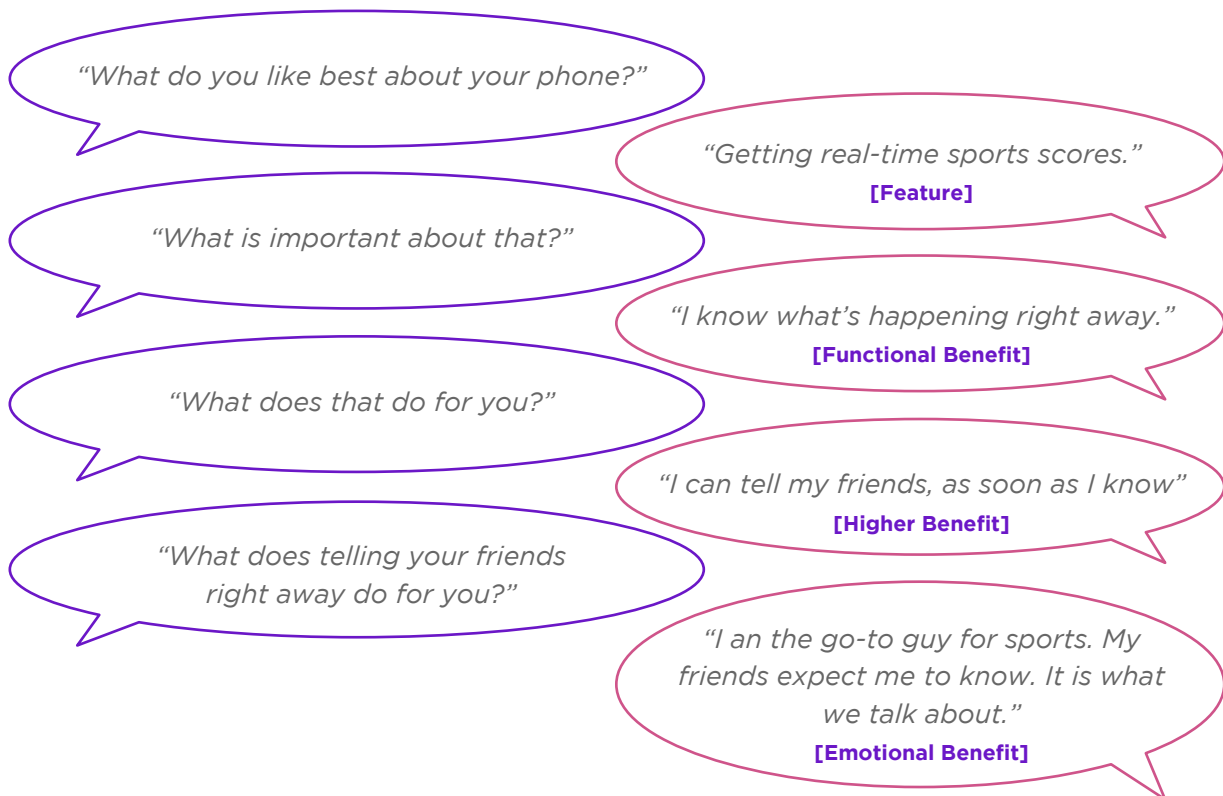 “What do you like best about your phone?”
“Getting real-time sports scores.”
[Feature]
“What is important about that?”
“I know what’s happening right away.”
[Functional Benefit]
“What does that do for you?”
“I can tell my friends, as soon as I know”
[Higher Benefit]
“What does telling your friends
right away do for you?”
“I an the go-to guy for sports. My
friends expect me to know. It is what
we talk about.”
[Emotional Benefit]